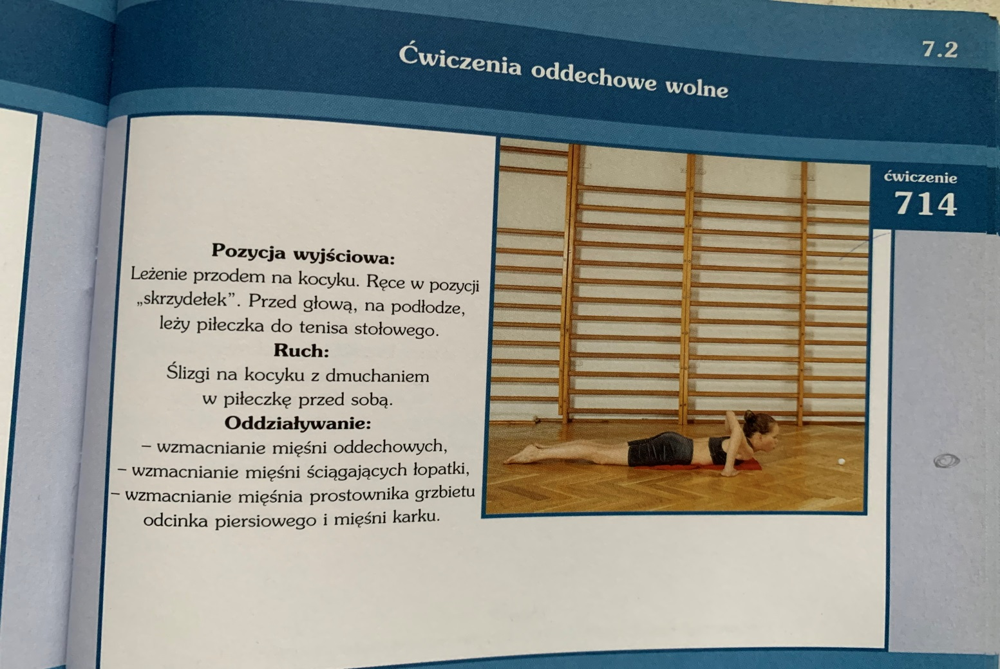 7.2
Ćwiczenia oddechowe wolne
ćwiczenie
714
Pozycja wyjściowa:
Leżenie przodem na kocyku. Ręce w pozycji
„skrzydełek”. Przed głową, na podłodze,
leży piłeczka do tenisa stołowego.
Ruch:
Ślizgi na kocyku z dmuchaniem
w piłeczkę przed sobą.
Oddziaływanie:
– wzmacnianie mięśni oddechowych,
– wzmacnianie mięśni ściągających łopatki,
– wzmacnianie mięśnia prostownika grzbietu
odcinka piersiowego i mięśni karku.